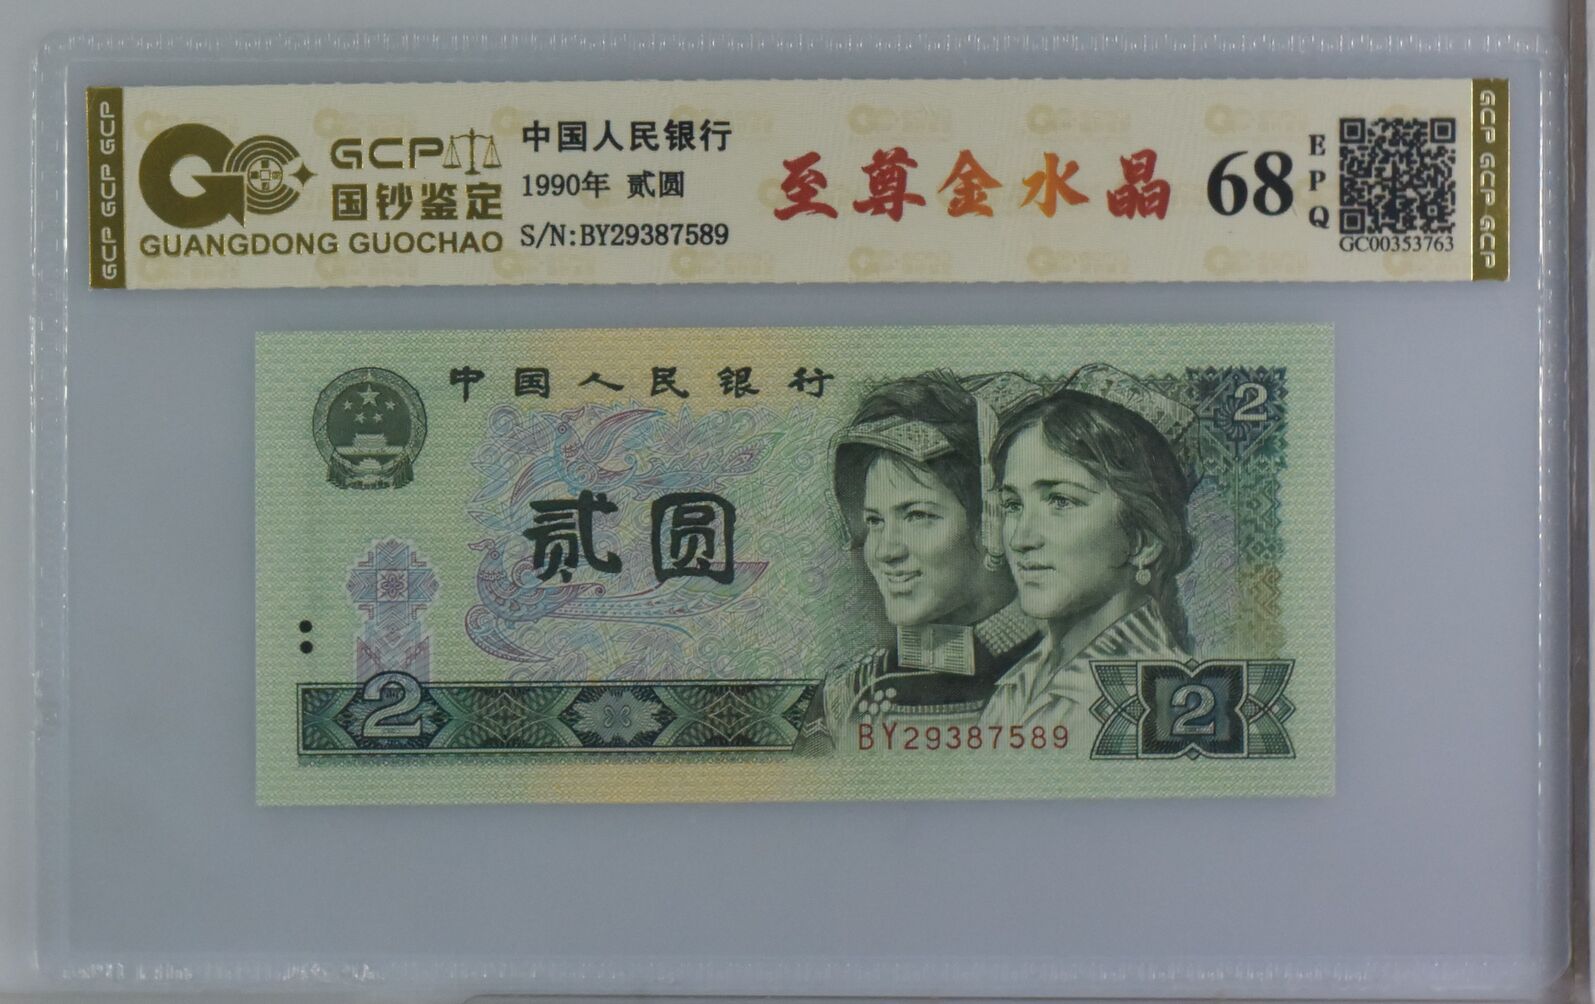 GCP GCP GCP
GCP
国钞鉴定
GUANGDONG GUOCHAO
中国人民银行
1990年 贰圆
S/N:BY29387589
至尊金水晶
68
EPQ
GC00353763
GCP GCP GCP
中国人民银行
贰圆
2
2
2
BY29387589